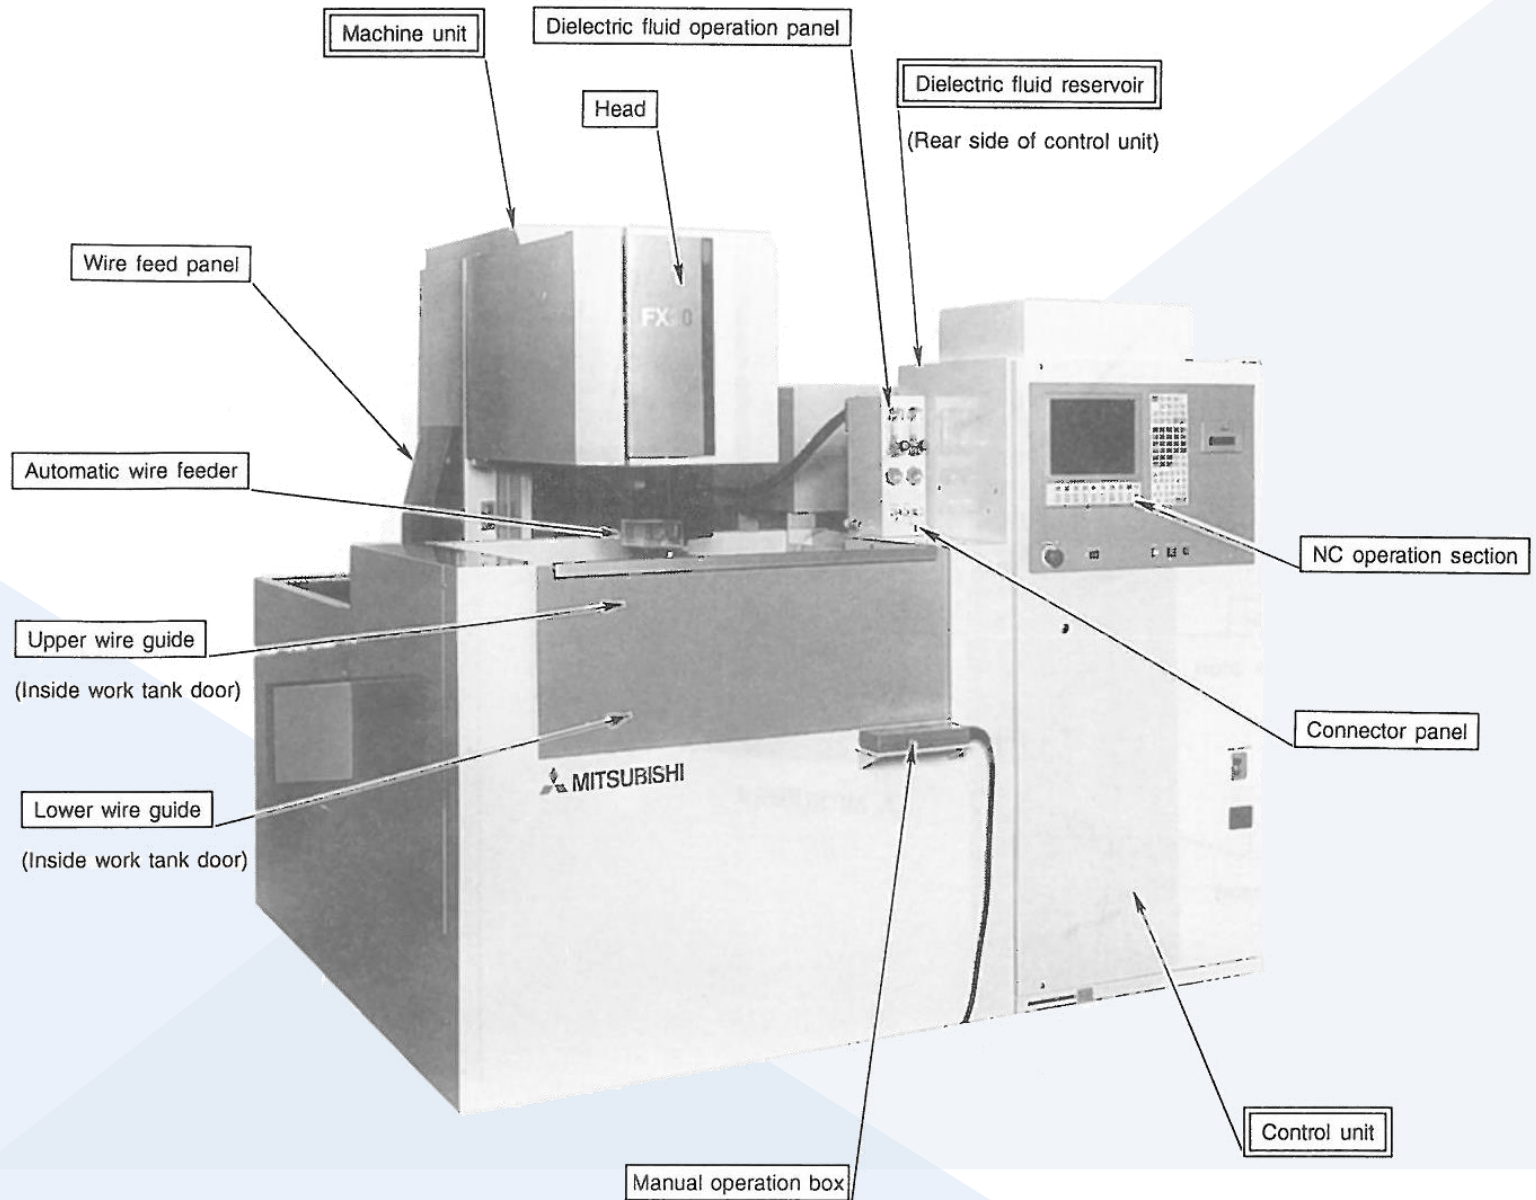 Machine unit
Dielectric fluid operation panel
Dielectric fluid reservoir
(Rear side of control unit)
Head
Wire feed panel
Automatic wire feeder
NC operation section
Upper wire guide
(Inside work tank door)
Connector panel
MITSUBISHI
Lower wire guide
(Inside work tank door)
Control unit
Manual operation box